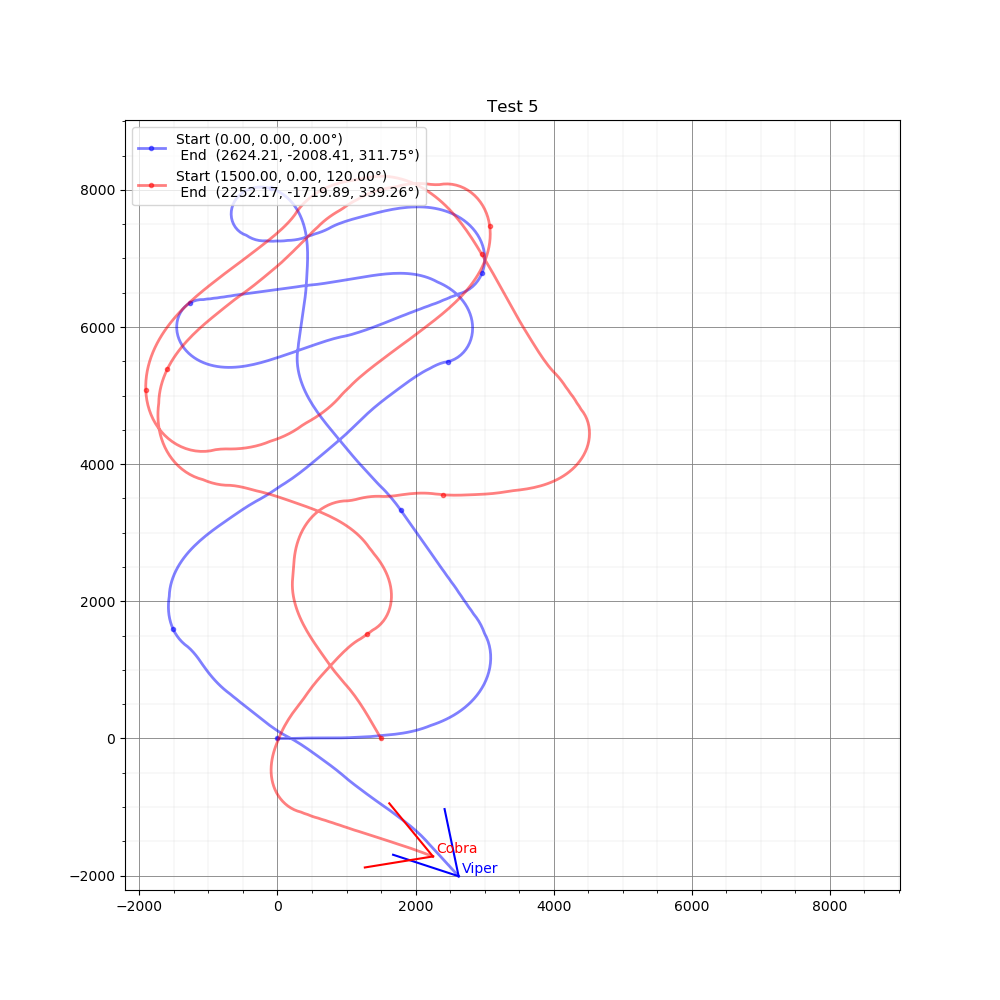 Test 5
Start (0.00, 0.00, 0.00°)
End  (2624.21, -2008.41, 311.75°)
Start (1500.00, 0.00, 120.00°)
End  (2252.17, -1719.89, 339.26°)
8000
6000
4000
2000
0
−2000
Cobra
Viper
−2000 0 2000 4000 6000 8000